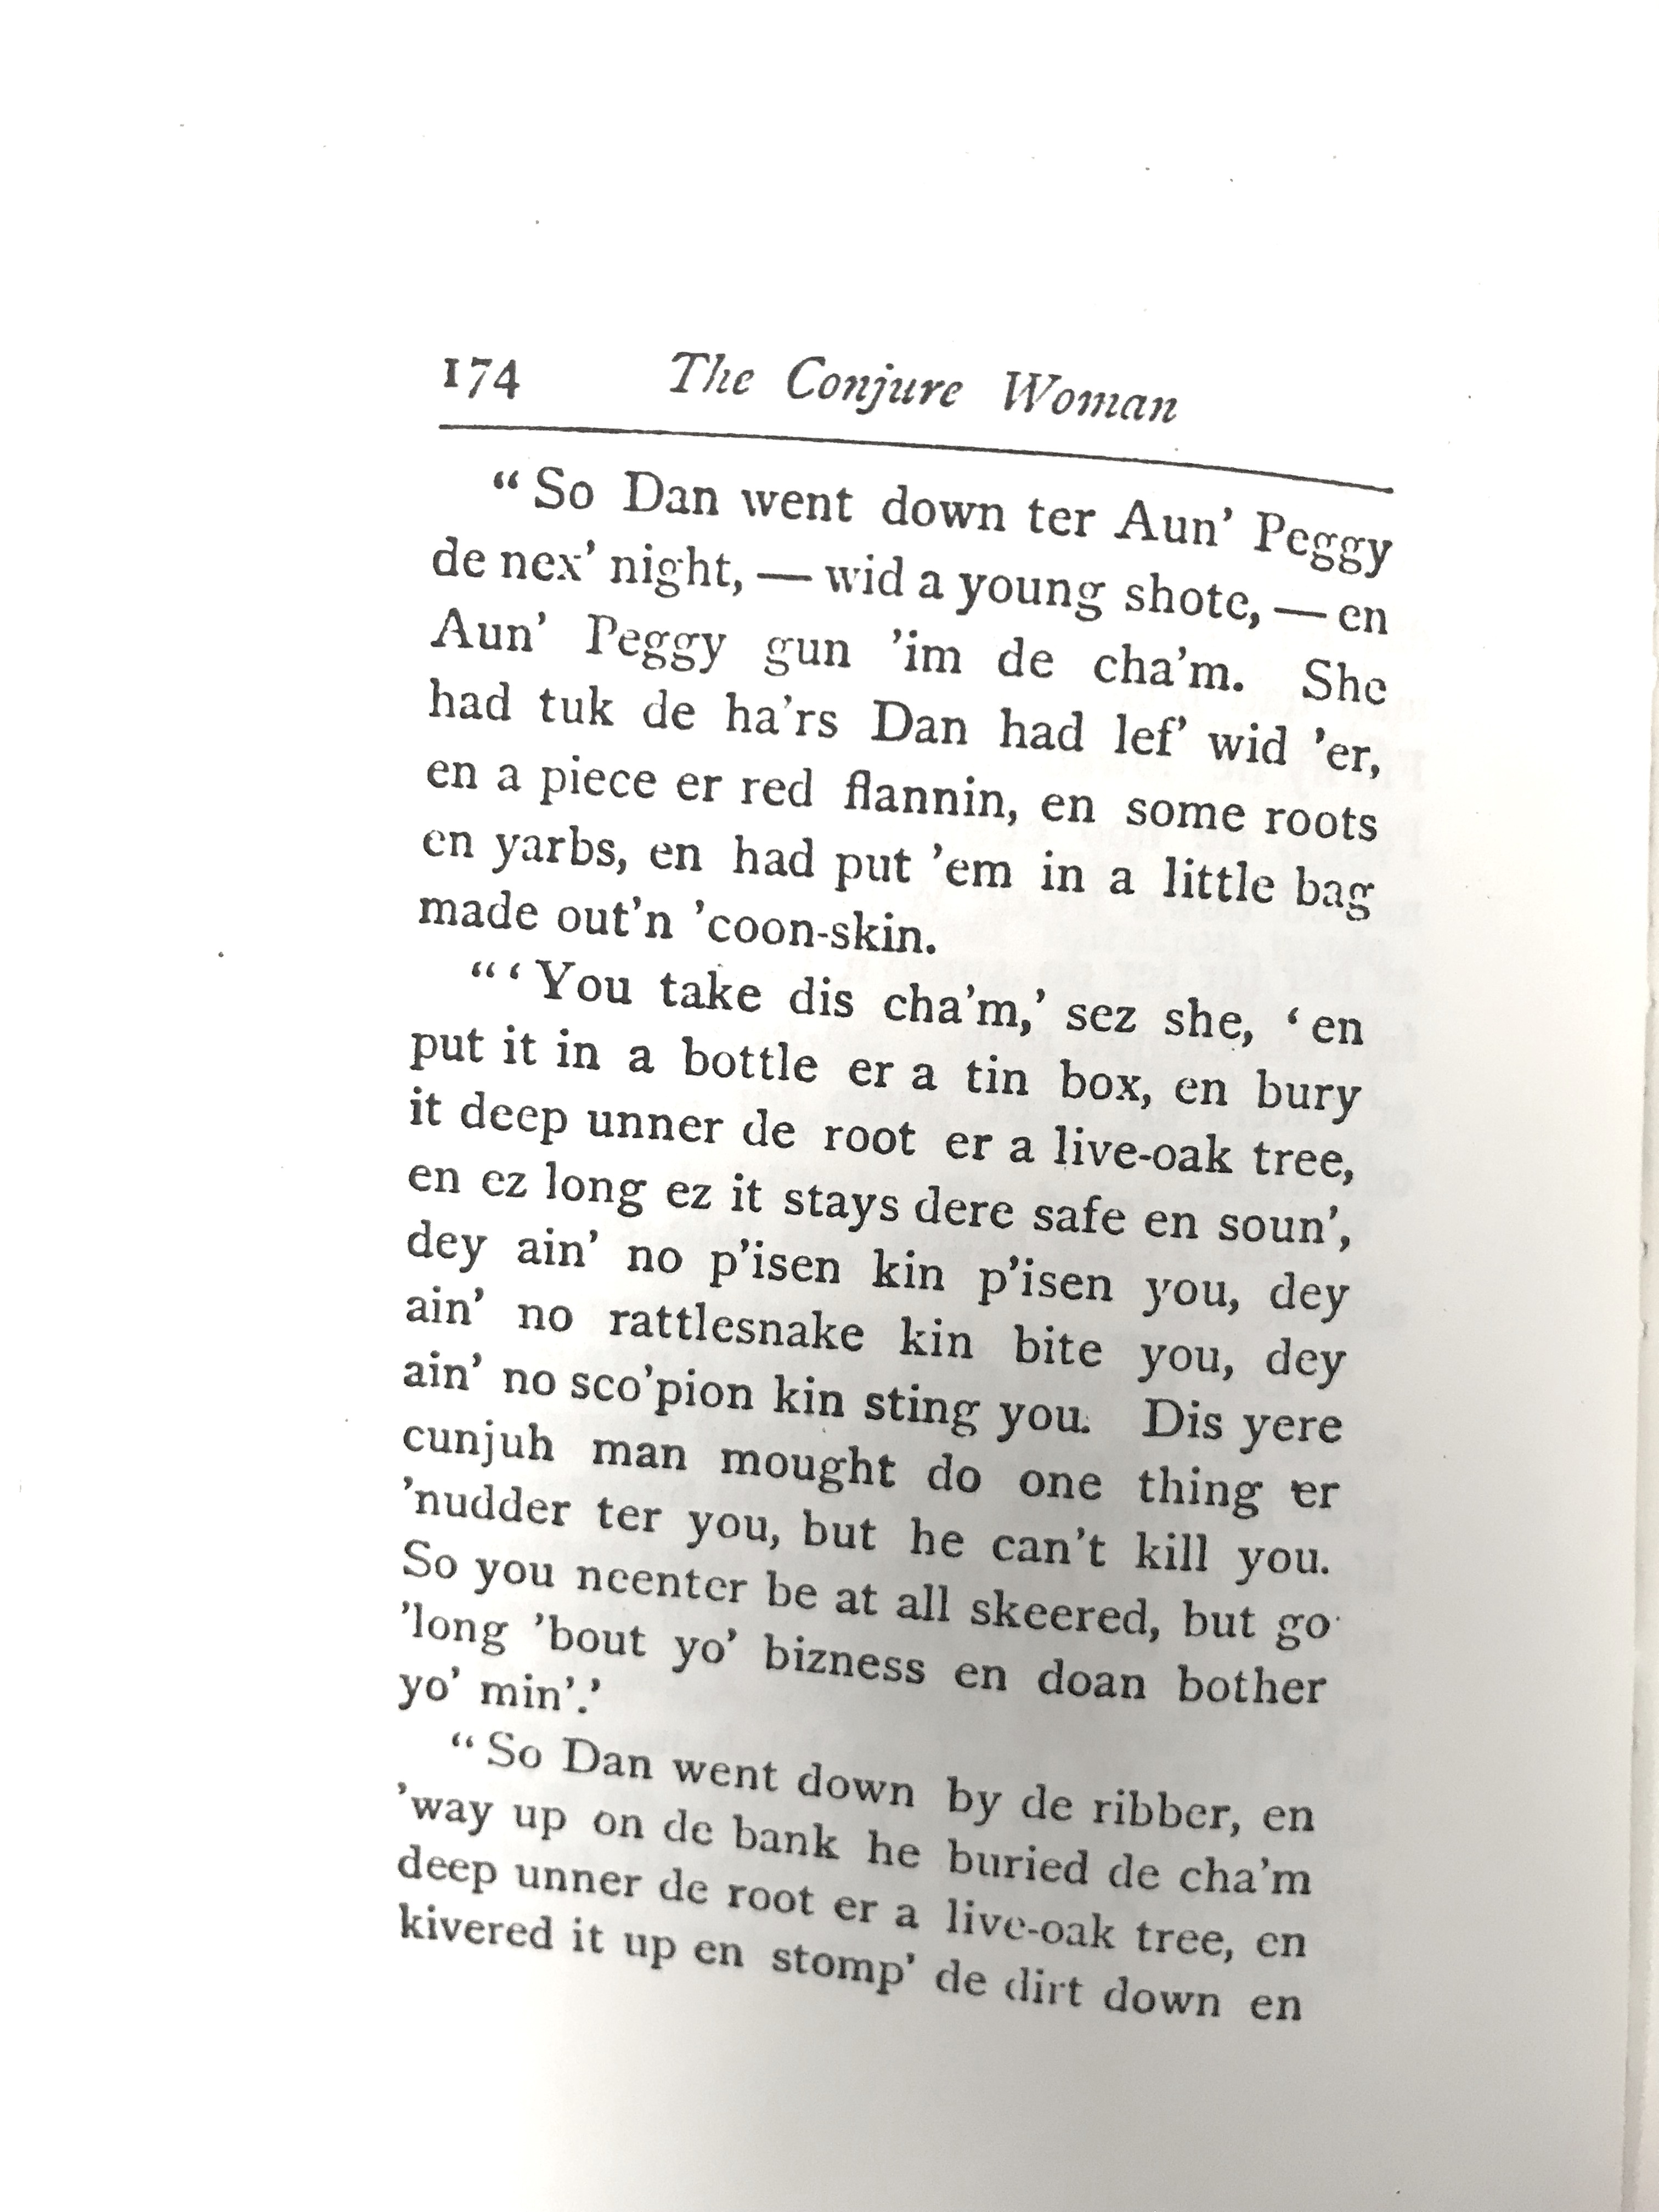 174 The Conjure Woman
“So Dan went down ter Aun’ Peggy
de nex’ night, — wid a young shote, — en
Aun’ Peggy gun ’im de cha’m. She
had tuk de ha’rs Dan had lef’ wid ’er,
en a piece er red flannin, en some roots
en yarbs, en had put ’em in a little bag
made out’n ’coon-skin.
“‘You take dis cha’m,’ sez she, ‘en
put it in a bottle er a tin box, en bury
it deep unner de root er a live-oak tree,
en ez long ez it stays dere safe en soun’,
dey ain’ no p’isen kin p’isen you, dey
ain’ no rattlesnake kin bite you, dey
ain’ no sco’pion kin sting you. Dis yere
cunjuh man mought do one thing er
’nudder ter you, but he can’t kill you.
So you neenter be at all skeered, but go
’long ’bout yo’ bizness en doan bother
yo’ min’.’
“So Dan went down by de ribber, en
’way up on de bank he buried de cha’m
deep unner de root er a live-oak tree, en
kivered it up en stomp’ de dirt down en